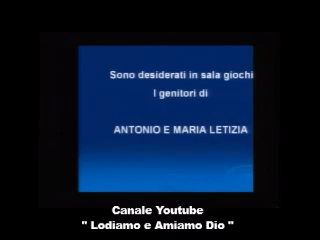 Sono desiderati in sala giochi
I genitori di
ANTONIO E MARIA LETIZIA
Canale Youtube
" Lodiamo e Amiamo Dio "